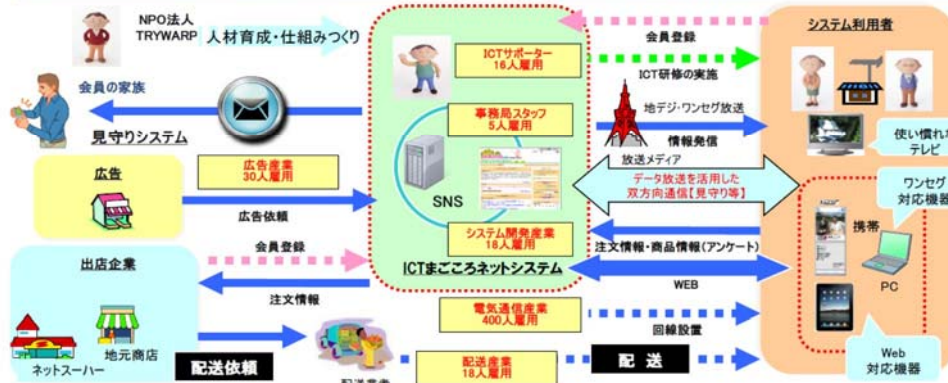 NPO法人
TRYWARP
人材育成・仕組みつくり
会員の家族
見守りシステム
広告
広告産業
30人雇用
広告依頼
出店企業
会員登録
注文情報
ネットスーパー
地元商店
配送依頼
ICTサポーター
16人雇用
事務局スタッフ
5人雇用
SNS
システム開発産業
18人雇用
ICTまごころネットシステム
電気通信産業
400人雇用
配送産業
18人雇用
会員登録
ICT研修の実施
地デジ・ワンセグ放送
情報発信
放送メディア
データ放送を活用した
双方向通信【見守り等】
注文情報・商品情報(アンケート)
WEB
回線設置
配 送
システム利用者
使い慣れた
テレビ
ワンセグ
対応機器
携帯
PC
Web
対応機器